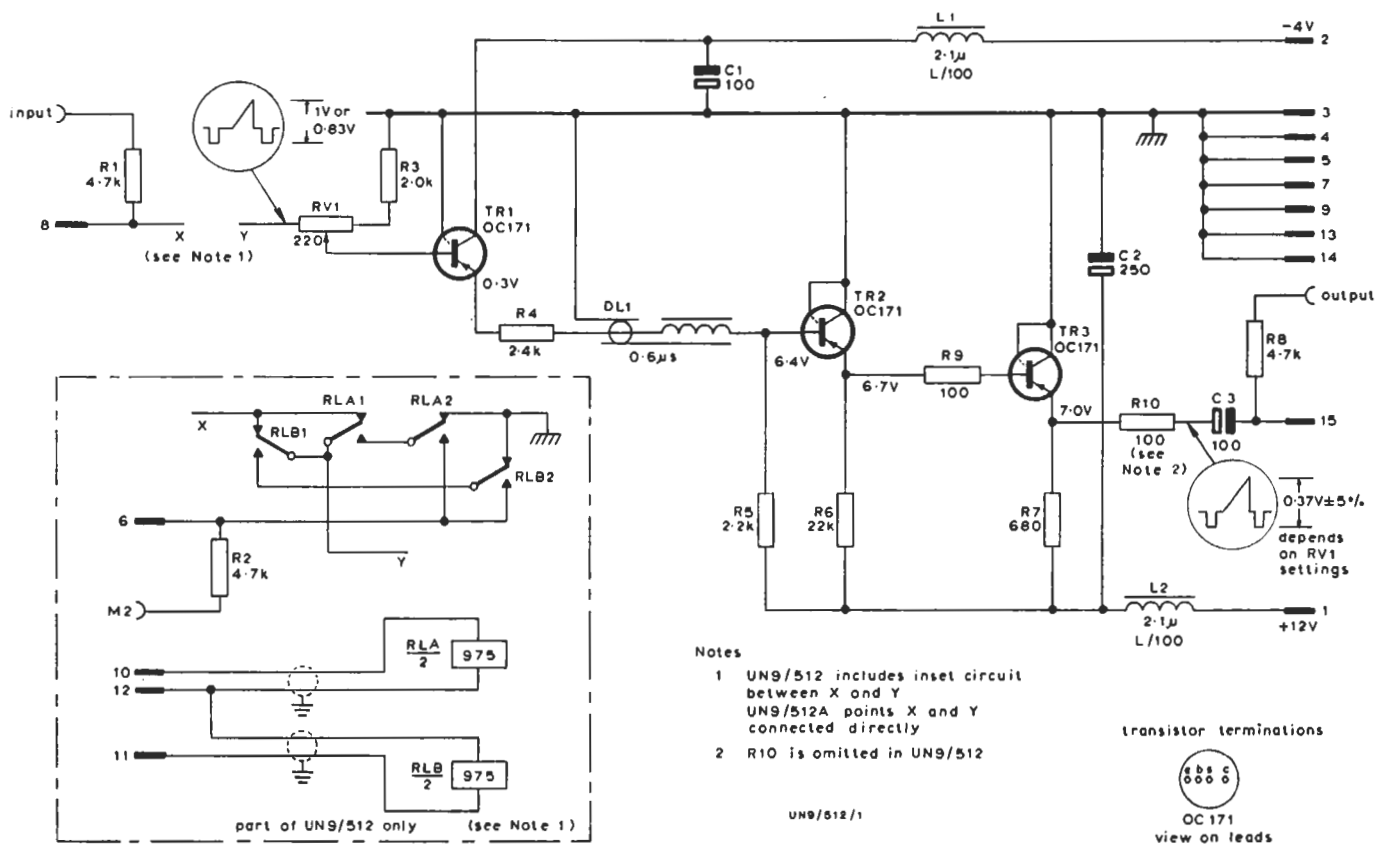 L1
-4V
2
2·1μ
L/100
C1
100
input
1V or
0·83V
3
4
5
7
9
13
14
R1
4·7k
R3
2·0k
RV1
220
8
X
Y
(see Note 1)
TR1
OC171
0·3V
C2
250
R4
2·4k
DL1
0·6μs
TR2
OC171
6·4V
6·7V
R9
100
TR3
OC171
7·0V
output
R8
4·7k
R10
100
(see
Note 2)
C3
100
15
0·37V±5%
depends
on RV1
settings
R5
2·2k
R6
22k
R7
680
L2
2·1μ
L/100
1
+12V
X
RLA1
RLA2
RLB1
RLB2
6
R2
4·7k
Y
M2
RLA
2
975
10
12
11
RLB
2
975
part of UN9/512 only (see Note 1)
Notes
1 UN9/512 includes inset circuit
between X and Y
UN9/512A points X and Y
connected directly
2 R10 is omitted in UN9/512
UN9/512/1
transistor terminations
e b s c
OC171
view on leads